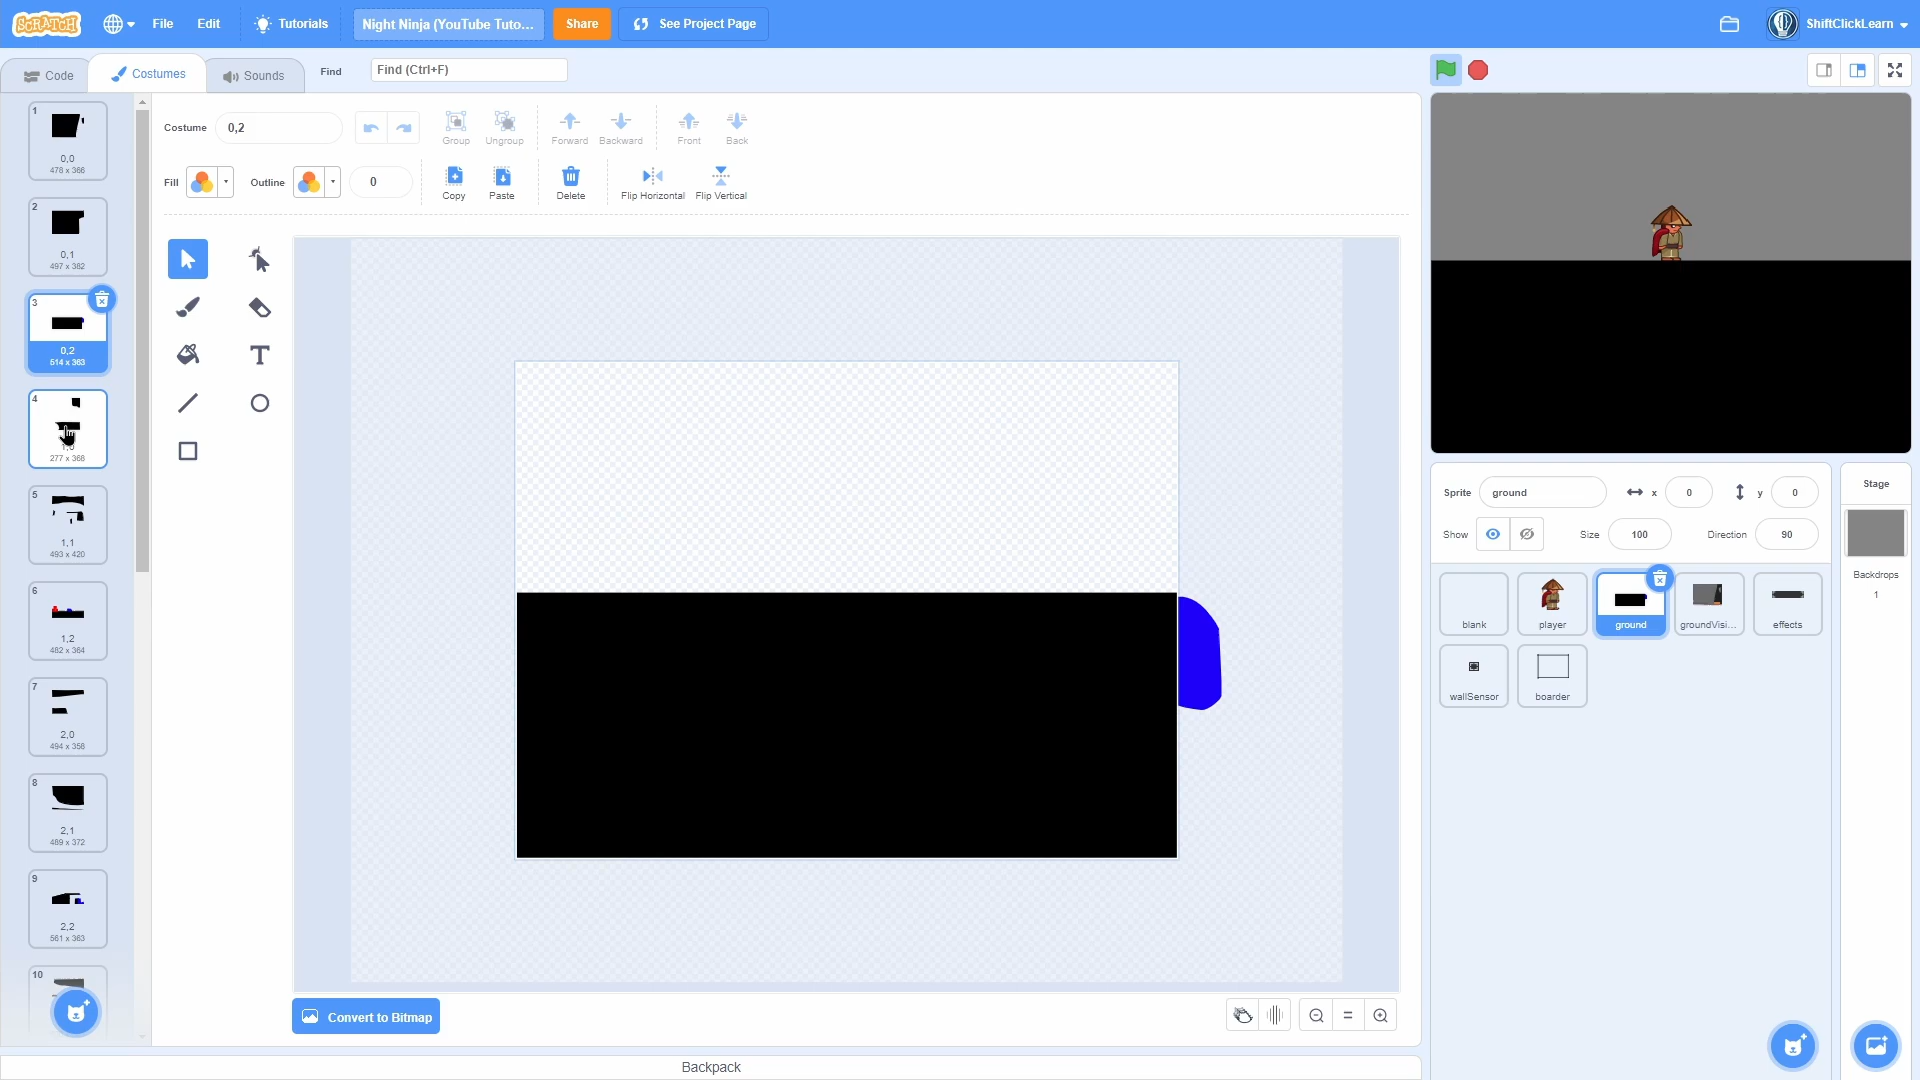 SCRATCH
File
Edit
Tutorials
Night Ninja (YouTube Tuto...
Share
See Project Page
ShiftClickLearn
Code
Costumes
Sounds
Find
Find (Ctrl+F)
Costume
0,2
Group
Ungroup
Forward
Backward
Front
Back
Fill
Outline
0
Copy
Paste
Delete
Flip Horizontal
Flip Vertical
1
0,0
478 x 366
2
0,1
497 x 382
3
0,2
514 x 363
4
277 x 368
5
1,1
493 x 420
6
1,2
482 x 364
7
2,0
494 x 358
8
2,1
489 x 372
9
2,2
561 x 363
10
T
Convert to Bitmap
Backpack
Sprite
ground
x
0
y
0
Show
Size
100
Direction
90
Stage
Backdrops
1
blank
player
ground
groundVisi...
effects
wallSensor
boarder